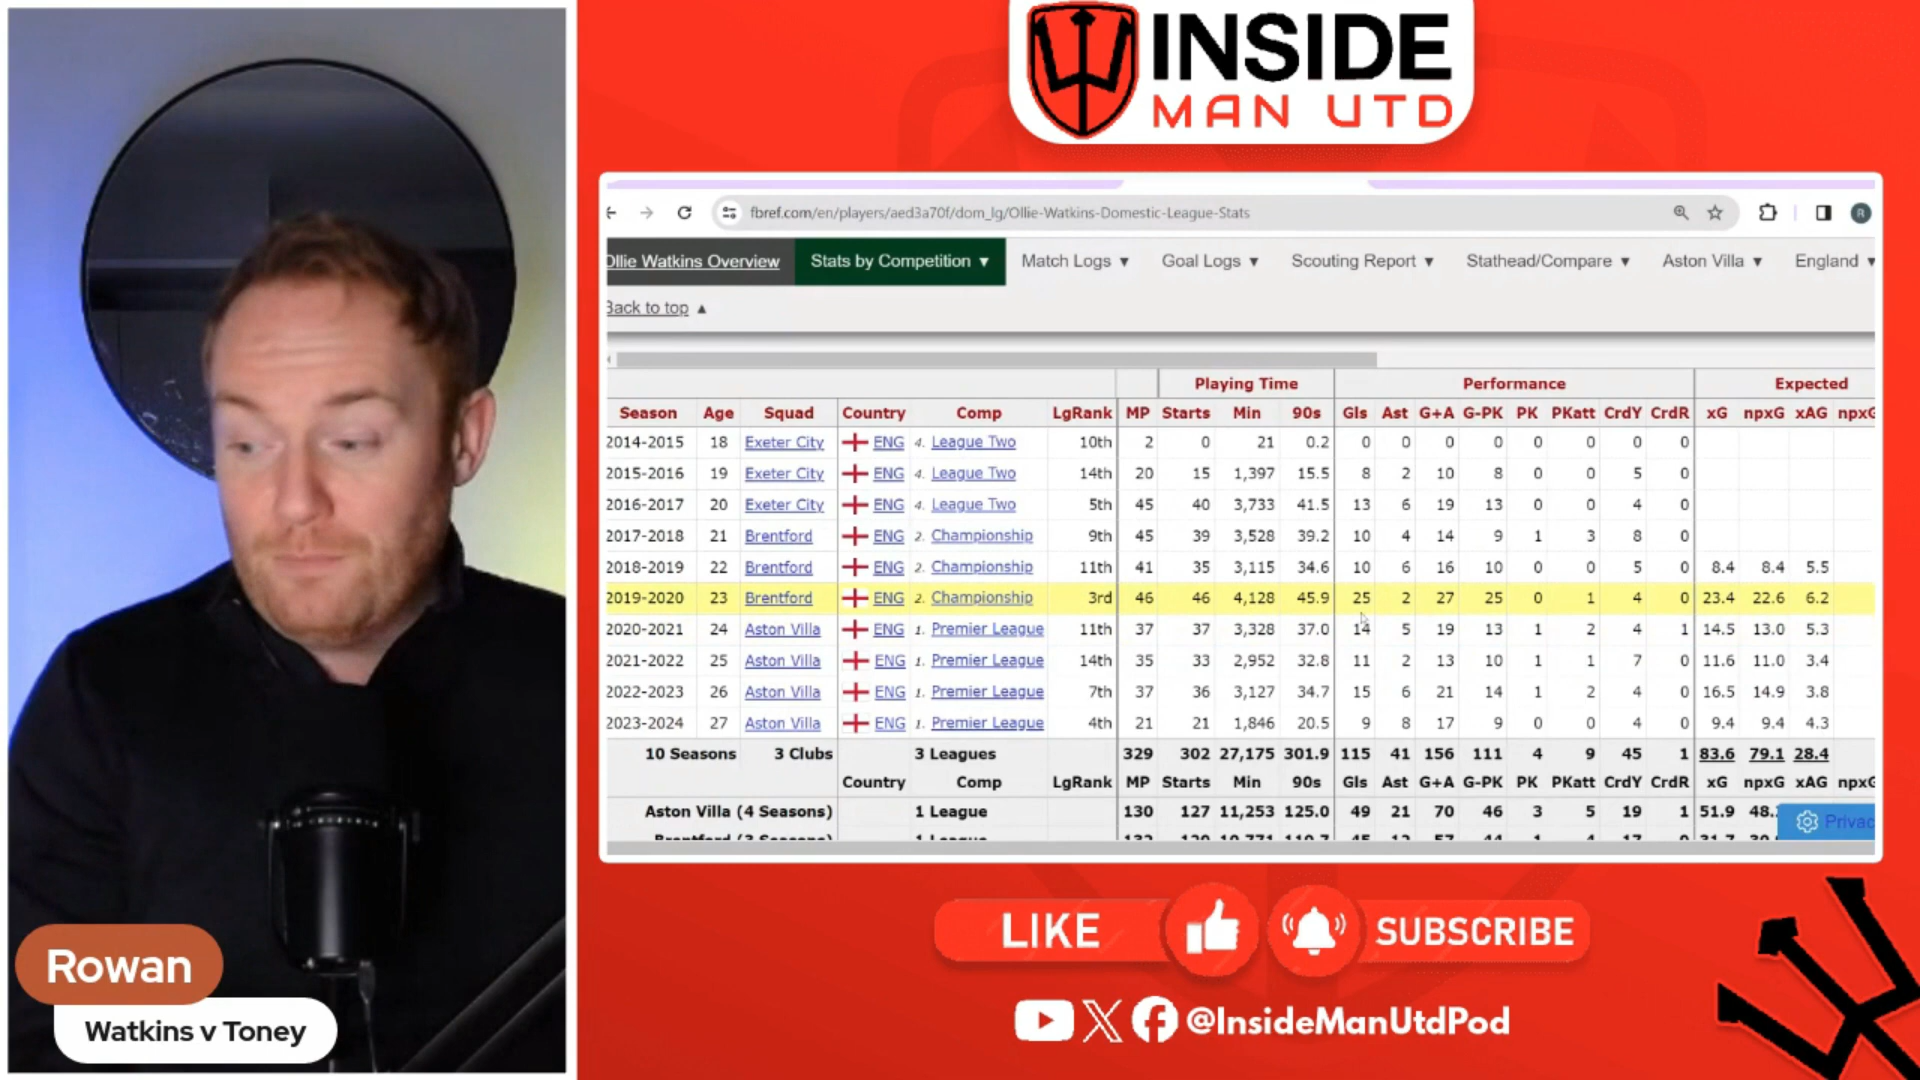 INSIDE
MAN UTD
fbref.com/en/players/aed3a70f/dom_lg/Ollie-Watkins-Domestic-League-Stats
R
Ollie Watkins Overview Stats by Competition ▼ Match Logs ▼ Goal Logs ▼ Scouting Report ▼ Stathead/Compare ▼ Aston Villa ▼ England ▼
Back to top ▲
Playing Time Performance Expected
Season Age Squad Country Comp LgRank MP Starts Min 90s Gls Ast G+A G-PK PK PKatt CrdY CrdR xG npxG xAG npxG
2014-2015 18 Exeter City ENG 4. League Two 10th 2 0 21 0.2 0 0 0 0 0 0 0 0
2015-2016 19 Exeter City ENG 4. League Two 14th 20 15 1,397 15.5 8 2 10 8 0 0 5 0
2016-2017 20 Exeter City ENG 4. League Two 5th 45 40 3,733 41.5 13 6 19 13 0 0 4 0
2017-2018 21 Brentford ENG 2. Championship 9th 45 39 3,528 39.2 10 4 14 9 1 3 8 0
2018-2019 22 Brentford ENG 2. Championship 11th 41 35 3,115 34.6 10 6 16 10 0 0 5 0 8.4 8.4 5.5
2019-2020 23 Brentford ENG 2. Championship 3rd 46 46 4,128 45.9 25 2 27 25 0 1 4 0 23.4 22.6 6.2
2020-2021 24 Aston Villa ENG 1. Premier League 11th 37 37 3,328 37.0 14 5 19 13 1 2 4 1 14.5 13.0 5.3
2021-2022 25 Aston Villa ENG 1. Premier League 14th 35 33 2,952 32.8 11 2 13 10 1 1 7 0 11.6 11.0 3.4
2022-2023 26 Aston Villa ENG 1. Premier League 7th 37 36 3,127 34.7 15 6 21 14 1 2 4 0 16.5 14.9 3.8
2023-2024 27 Aston Villa ENG 1. Premier League 4th 21 21 1,846 20.5 9 8 17 9 0 0 4 0 9.4 9.4 4.3
10 Seasons 3 Clubs 3 Leagues 329 302 27,175 301.9 115 41 156 111 4 9 45 1 83.6 79.1 28.4
Country Comp LgRank MP Starts Min 90s Gls Ast G+A G-PK PK PKatt CrdY CrdR xG npxG xAG npxG
Aston Villa (4 Seasons) 1 League 130 127 11,253 125.0 49 21 70 46 3 5 19 1 51.9 48.
Privac
Rowan
Watkins v Toney
LIKE SUBSCRIBE
@InsideManUtdPod